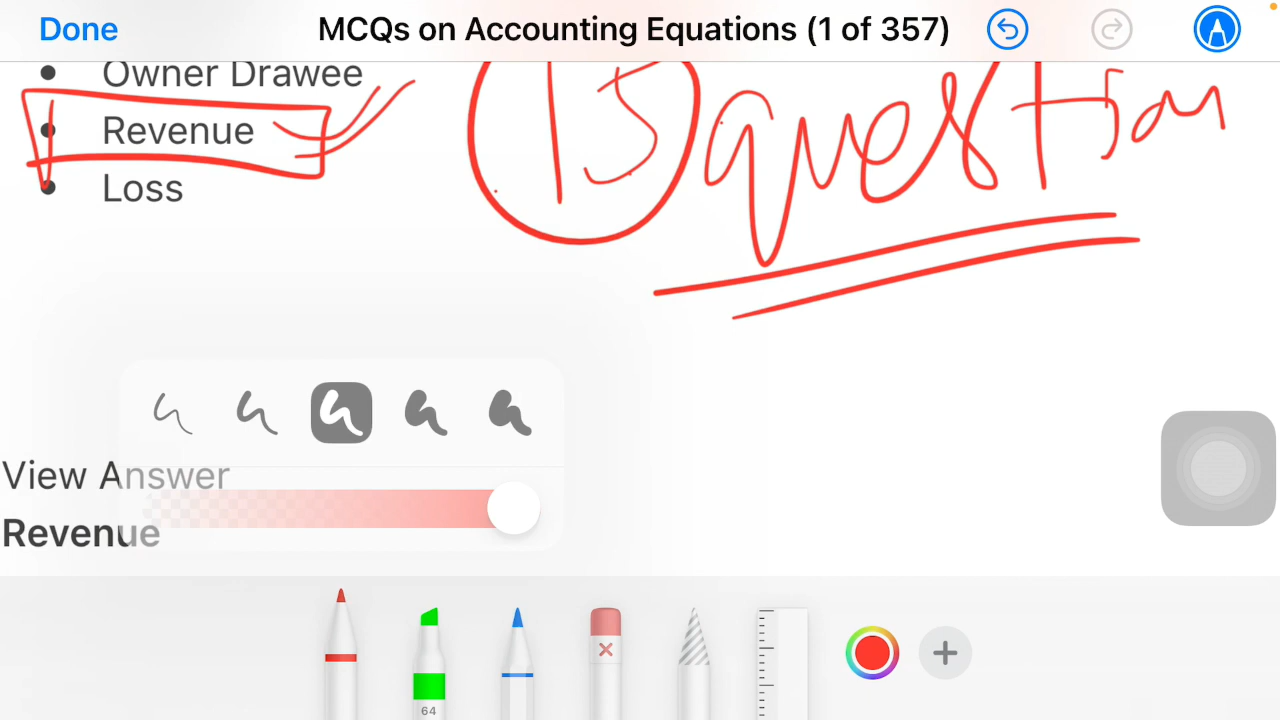 Done MCQs on Accounting Equations (1 of 357)
Owner Drawee
Revenue
Loss
15 question
View Answer
Revenue
64